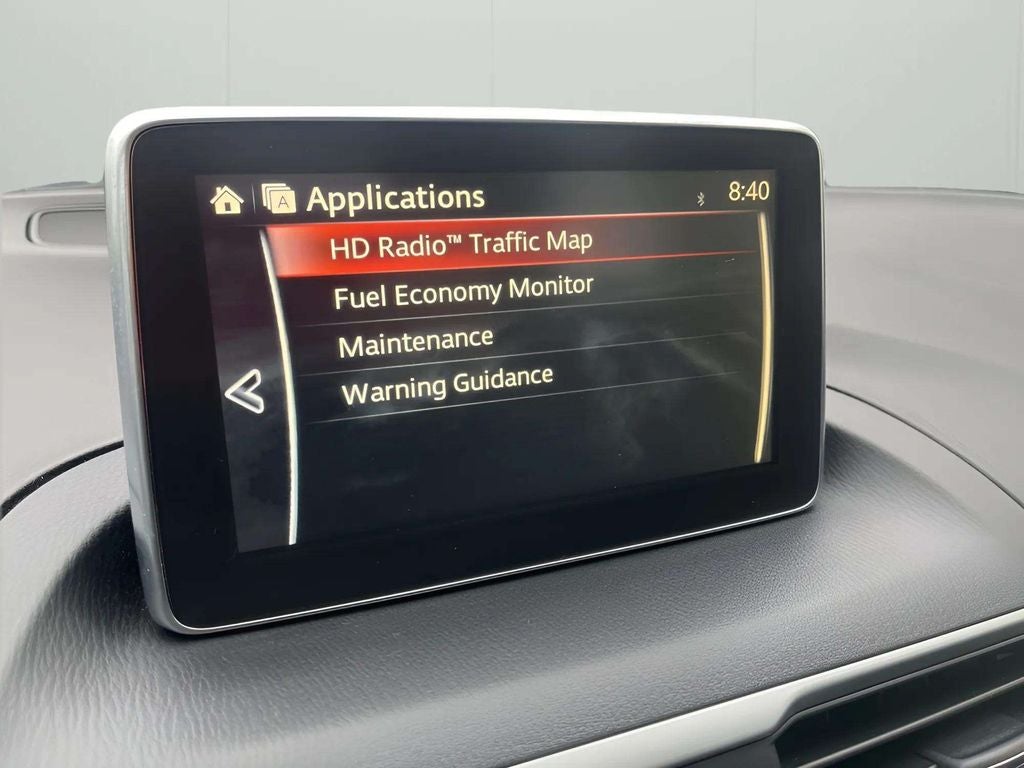 A Applications 8:40
HD Radio™ Traffic Map
Fuel Economy Monitor
Maintenance
Warning Guidance